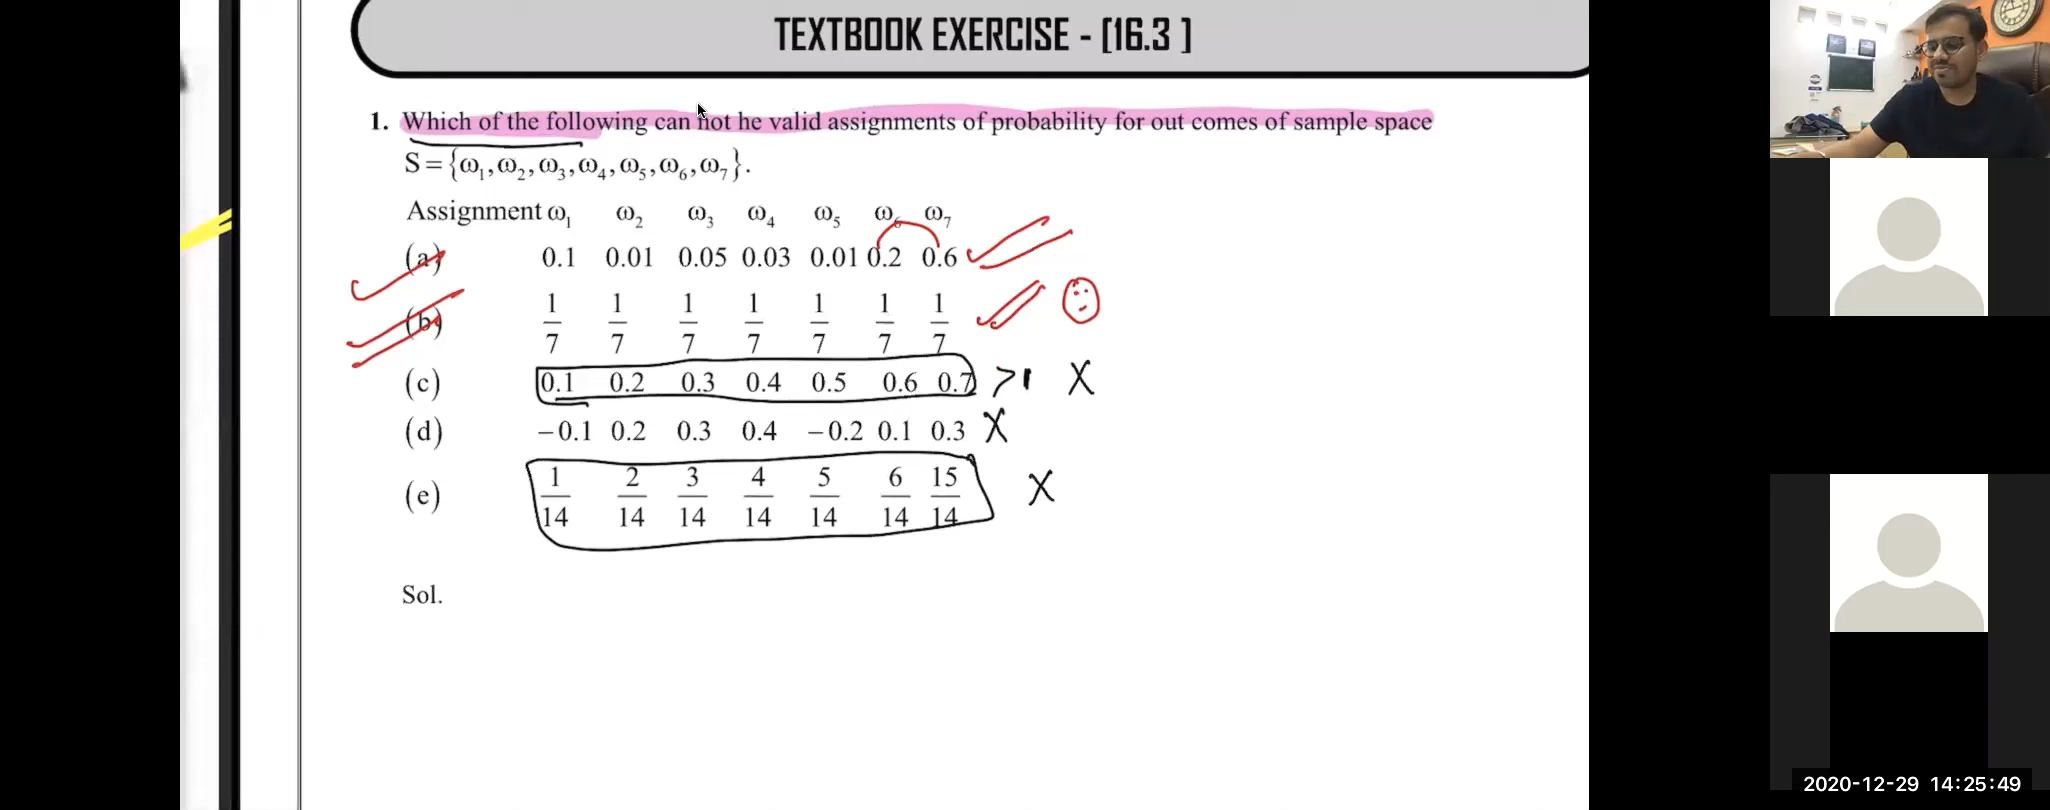 TEXTBOOK EXERCISE - [16.3 ]
1. Which of the following can not he valid assignments of probability for out comes of sample space
S = {ω₁, ω₂, ω₃, ω₄, ω₅, ω₆, ω₇}.
Assignment ω₁ ω₂ ω₃ ω₄ ω₅ ω₆ ω₇
(a) 0.1 0.01 0.05 0.03 0.01 0.2 0.6
(b) 1/7 1/7 1/7 1/7 1/7 1/7 1/7
(c) 0.1 0.2 0.3 0.4 0.5 0.6 0.7 >1 X
(d) −0.1 0.2 0.3 0.4 −0.2 0.1 0.3 X
(e) 1/14 2/14 3/14 4/14 5/14 6/14 15/14 X
Sol.
2020-12-29 14:25:49